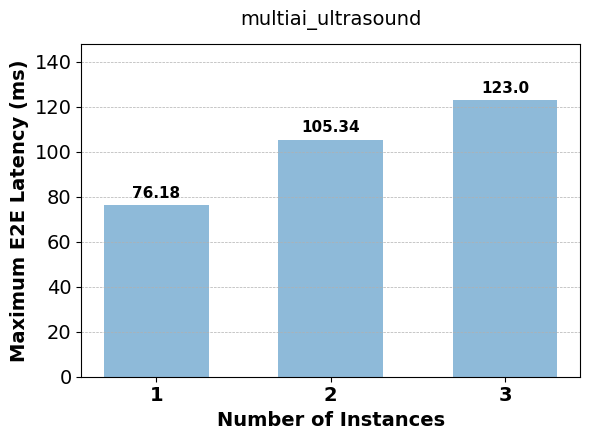 multiai_ultrasound
Maximum E2E Latency (ms)
140
120
100
80
60
40
20
0
76.18
105.34
123.0
1 2 3
Number of Instances